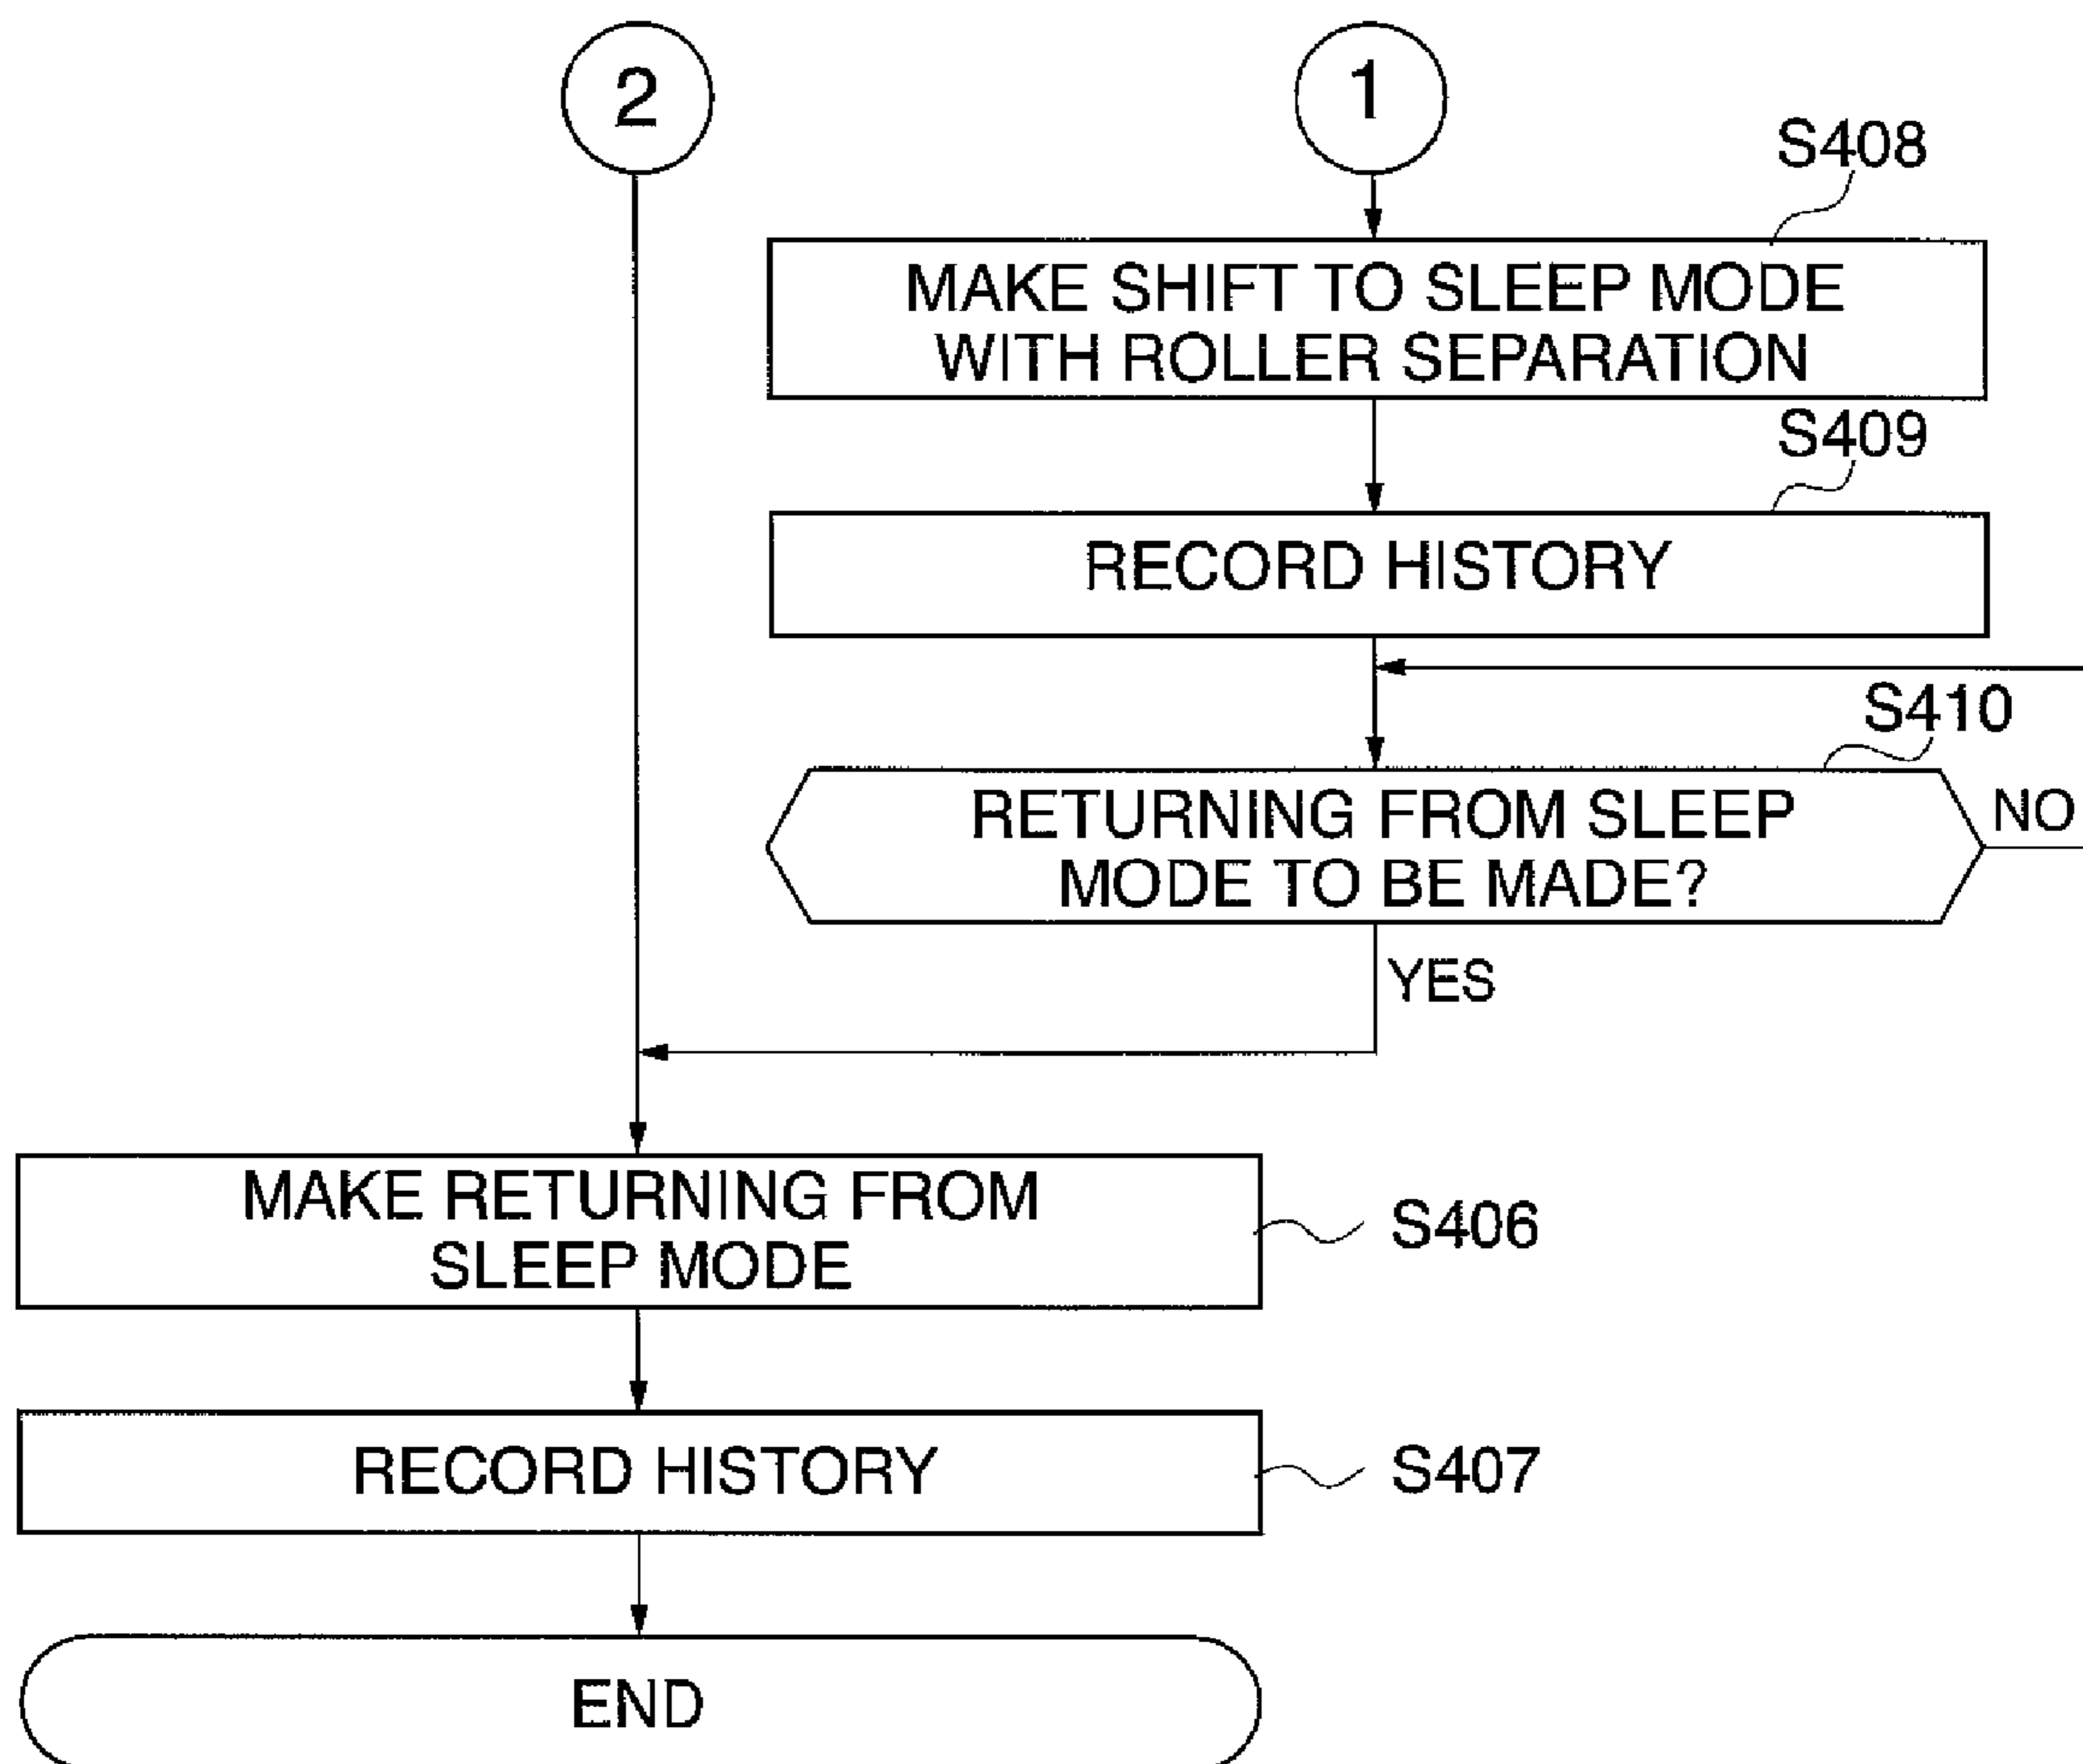 2
1
S408
MAKE SHIFT TO SLEEP MODE
WITH ROLLER SEPARATION
S409
RECORD HISTORY
S410
RETURNING FROM SLEEP
MODE TO BE MADE?
NO
YES
MAKE RETURNING FROM
SLEEP MODE
S406
RECORD HISTORY
S407
END